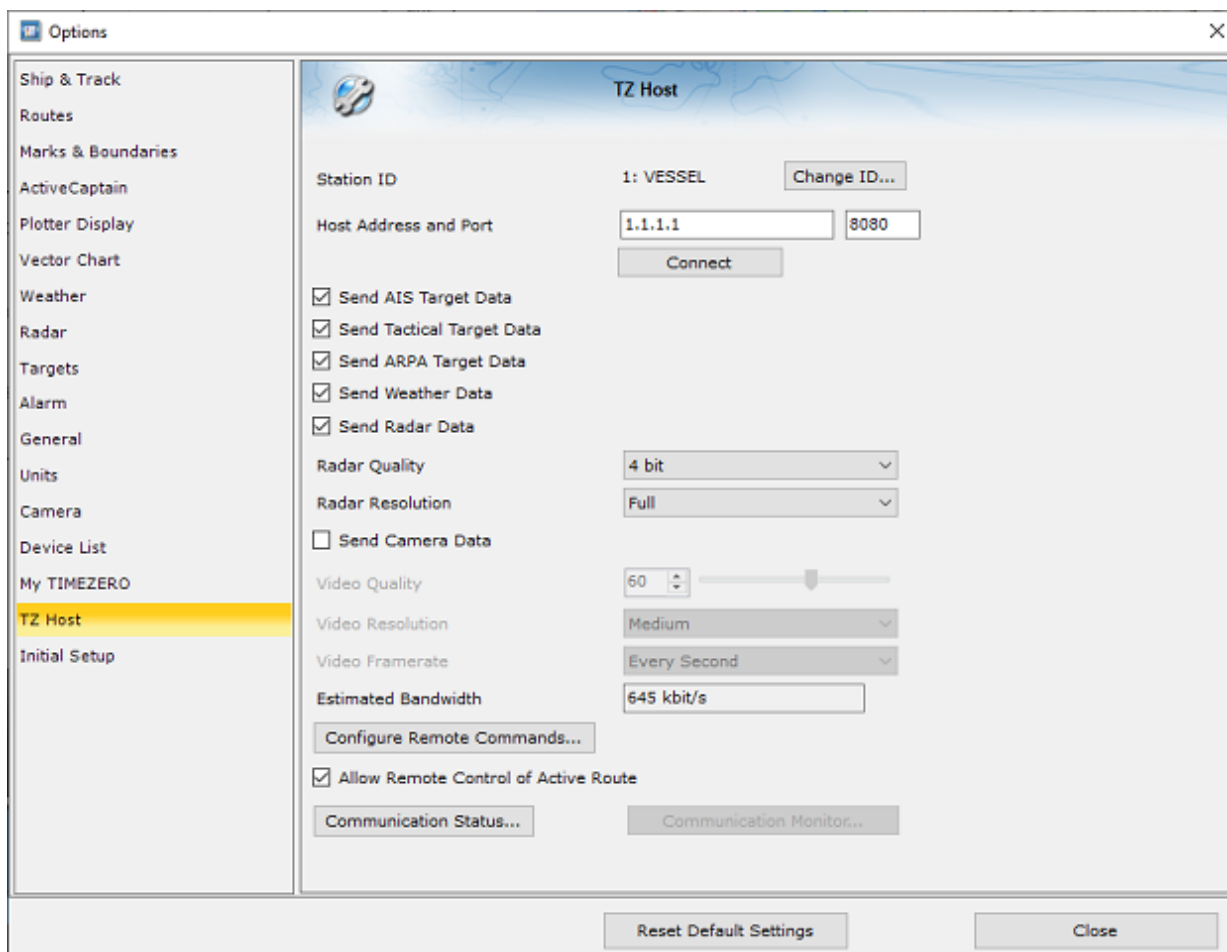 Options
Ship & Track
Routes
Marks & Boundaries
ActiveCaptain
Plotter Display
Vector Chart
Weather
Radar
Targets
Alarm
General
Units
Camera
Device List
My TIMEZERO
TZ Host
Initial Setup
TZ Host
Station ID 1: VESSEL Change ID...
Host Address and Port 1.1.1.1 8080
Connect
Send AIS Target Data
Send Tactical Target Data
Send ARPA Target Data
Send Weather Data
Send Radar Data
Radar Quality 4 bit
Radar Resolution Full
Send Camera Data
Video Quality 60
Video Resolution Medium
Video Framerate Every Second
Estimated Bandwidth 645 kbit/s
Configure Remote Commands...
Allow Remote Control of Active Route
Communication Status... Communication Monitor...
Reset Default Settings Close